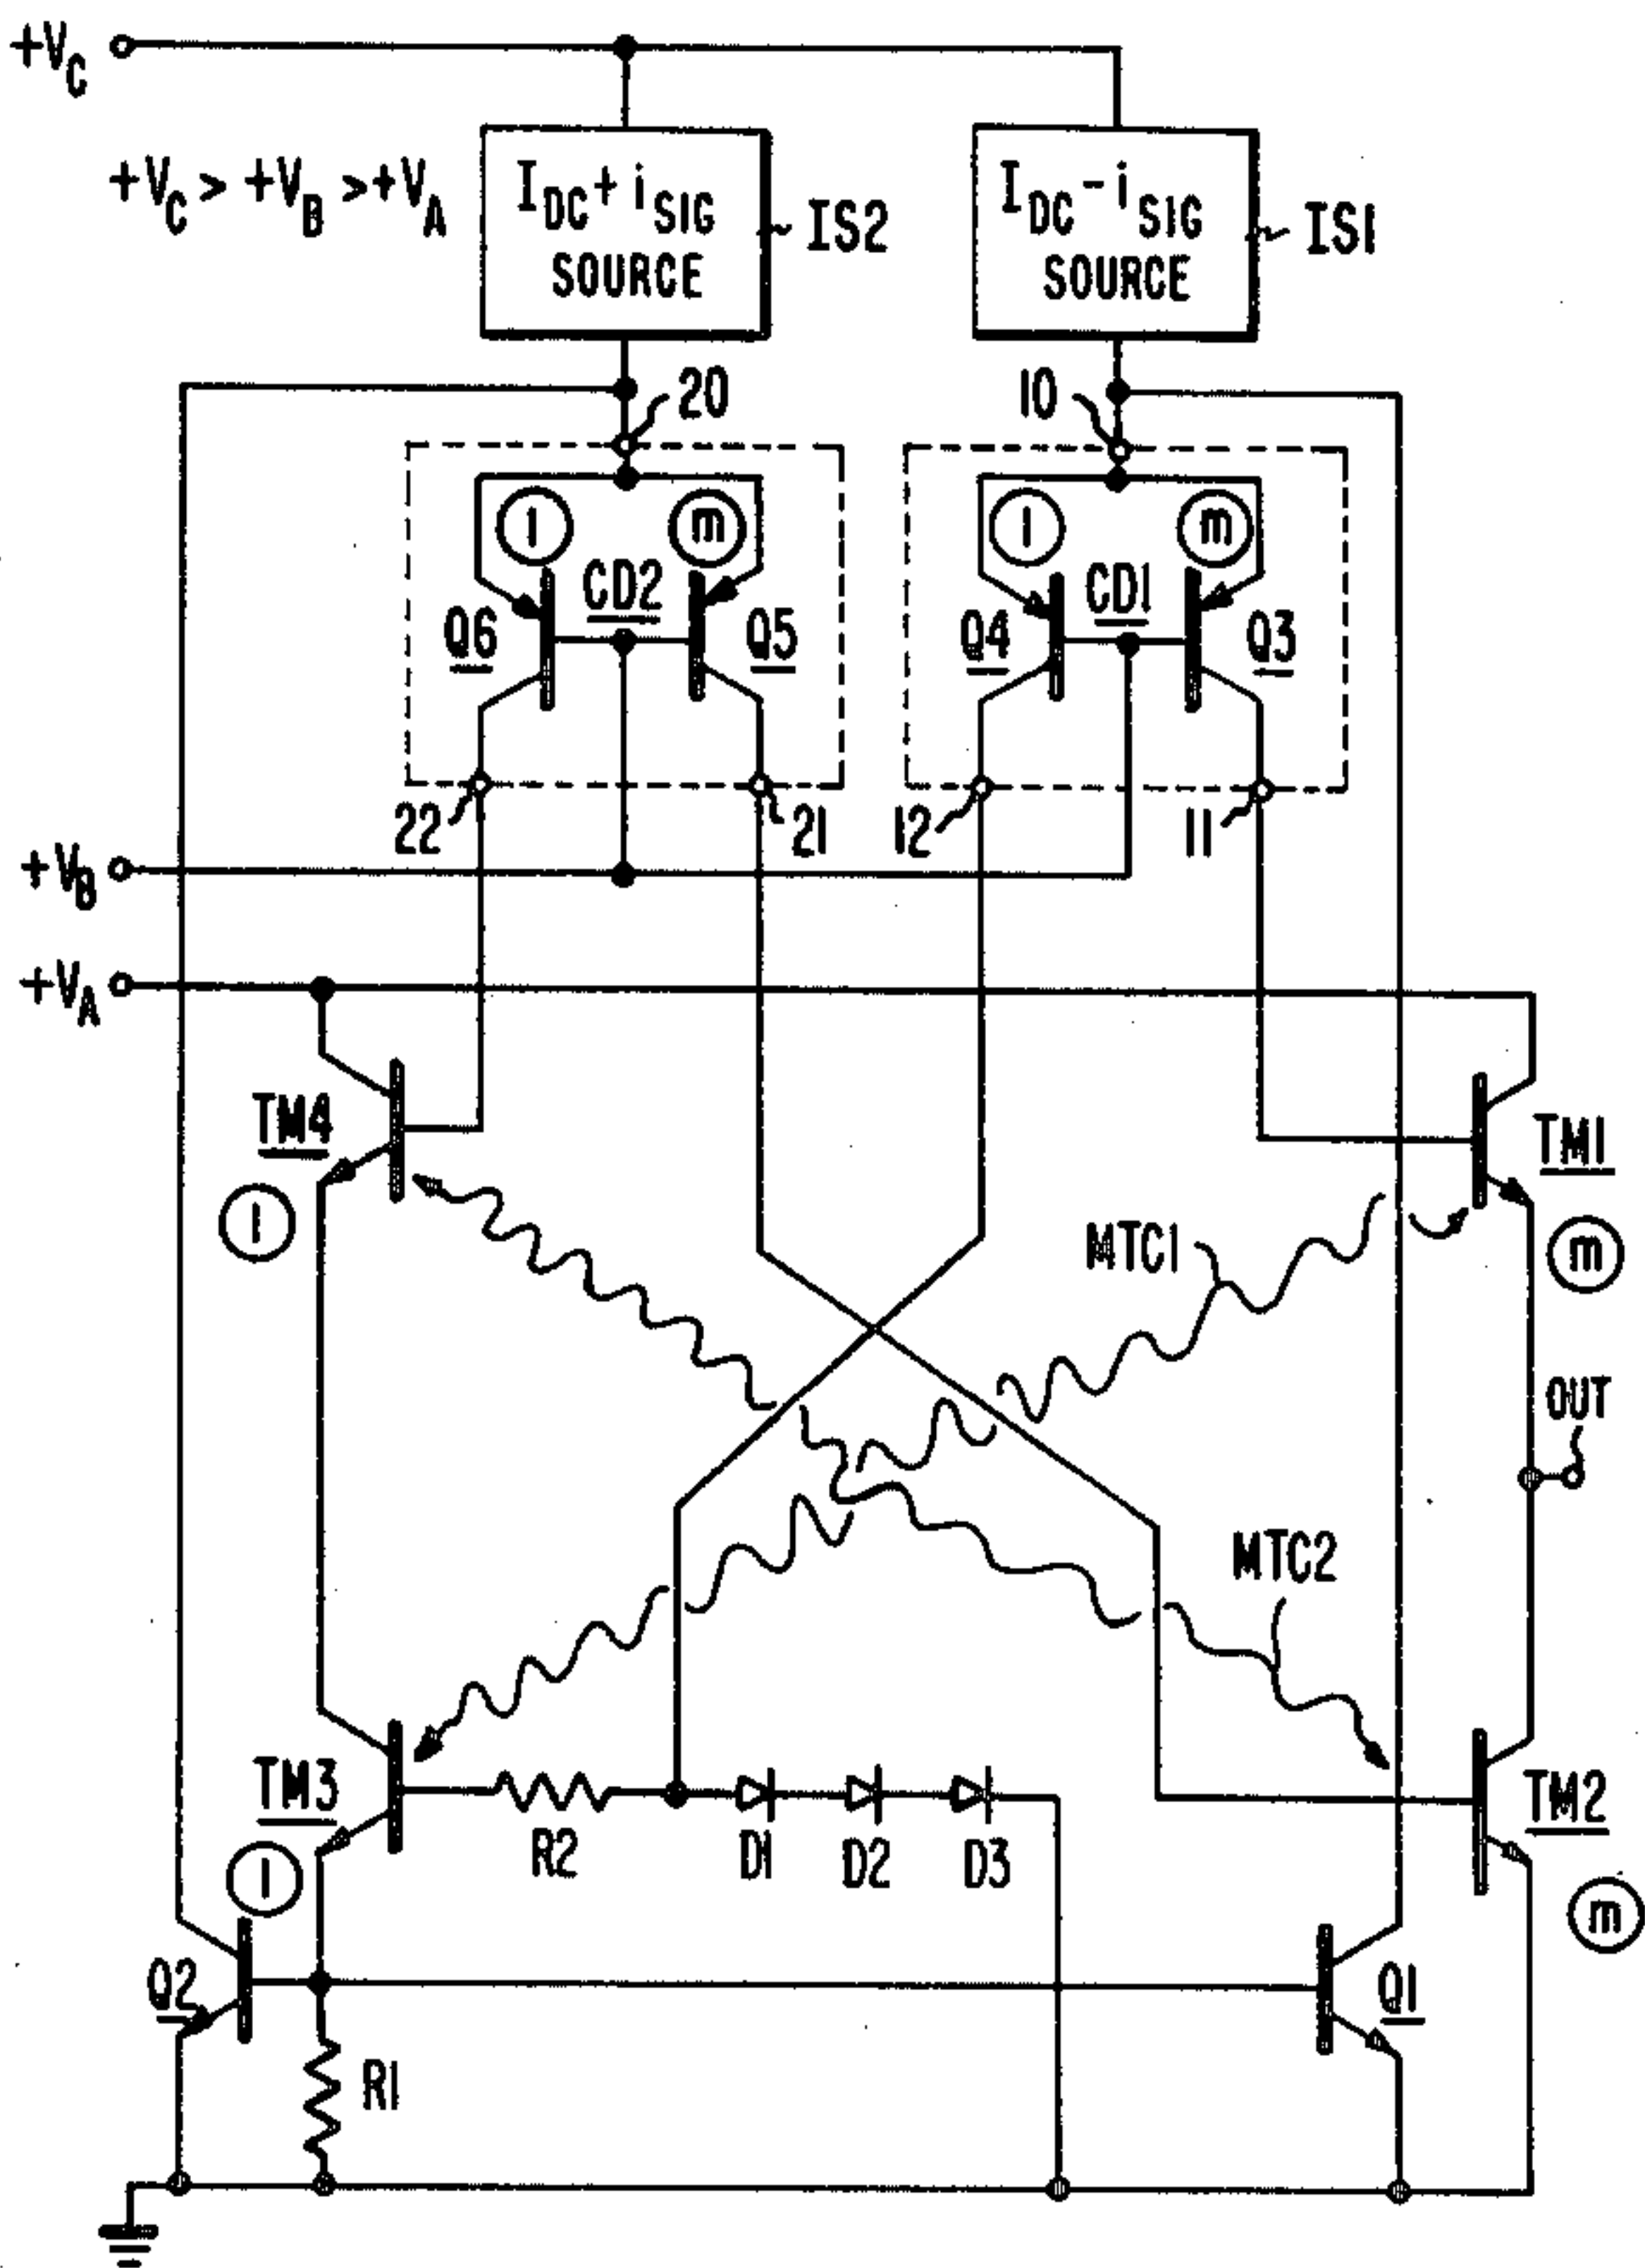 +V_C
+V_C > +V_B > +V_A
I_DC + i_SIG
SOURCE
IS2
I_DC - i_SIG
SOURCE
IS1
20
10
1
m
1
m
CD2
CD1
Q6
Q5
Q4
Q3
22
21
12
11
+V_B
+V_A
TM4
1
TM1
m
MTC1
OUT
MTC2
TM3
1
R2
D1
D2
D3
TM2
m
Q2
Q1
R1